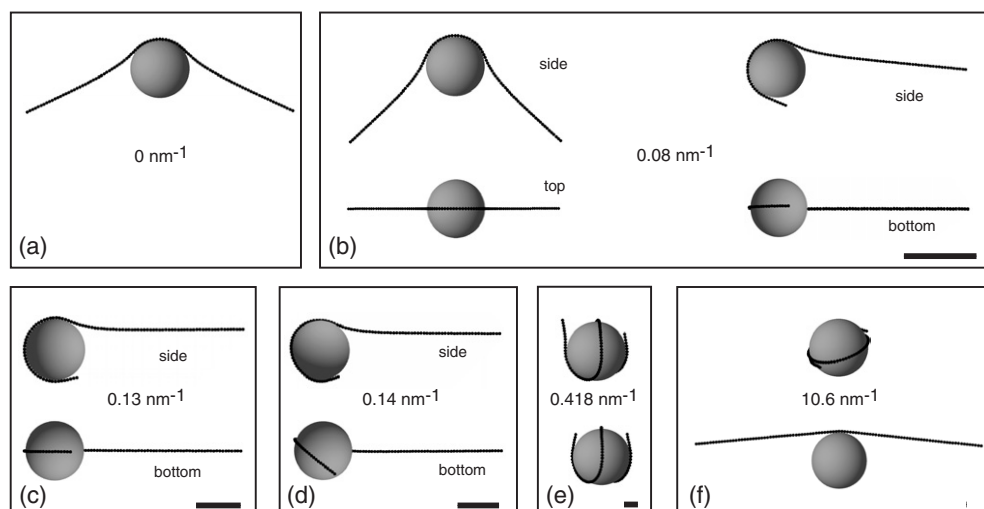 0 nm-1
(a)
side
side
0.08 nm-1
top
bottom
(b)
side
0.13 nm-1
bottom
(c)
side
0.14 nm-1
bottom
(d)
0.418 nm-1
(e)
10.6 nm-1
(f)